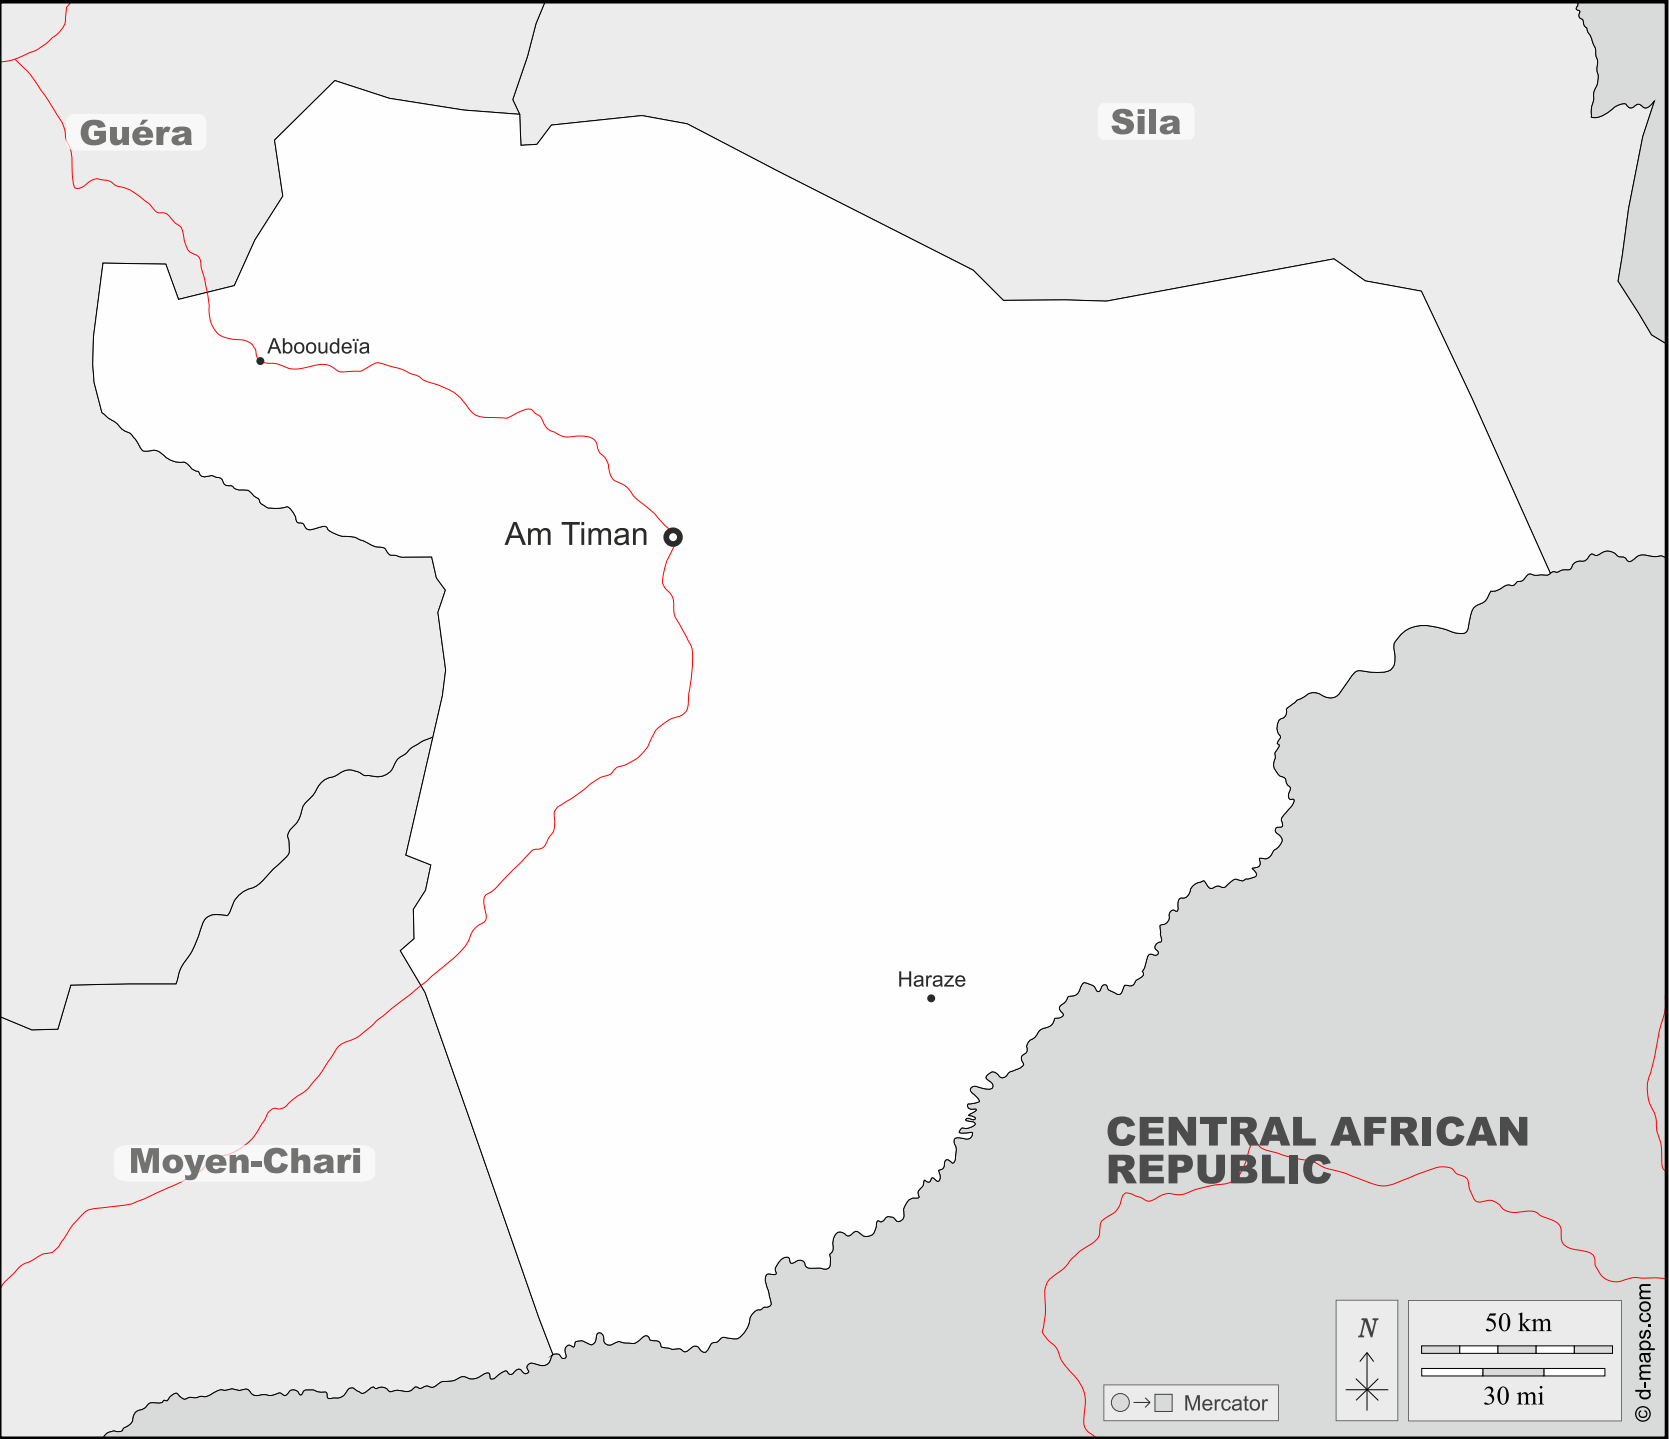 Sila
Guéra
Abooudeïa
Am Timan
Haraze
CENTRAL AFRICAN
REPUBLIC
Moyen-Chari
N
50 km
30 mi
Mercator
© d-maps.com